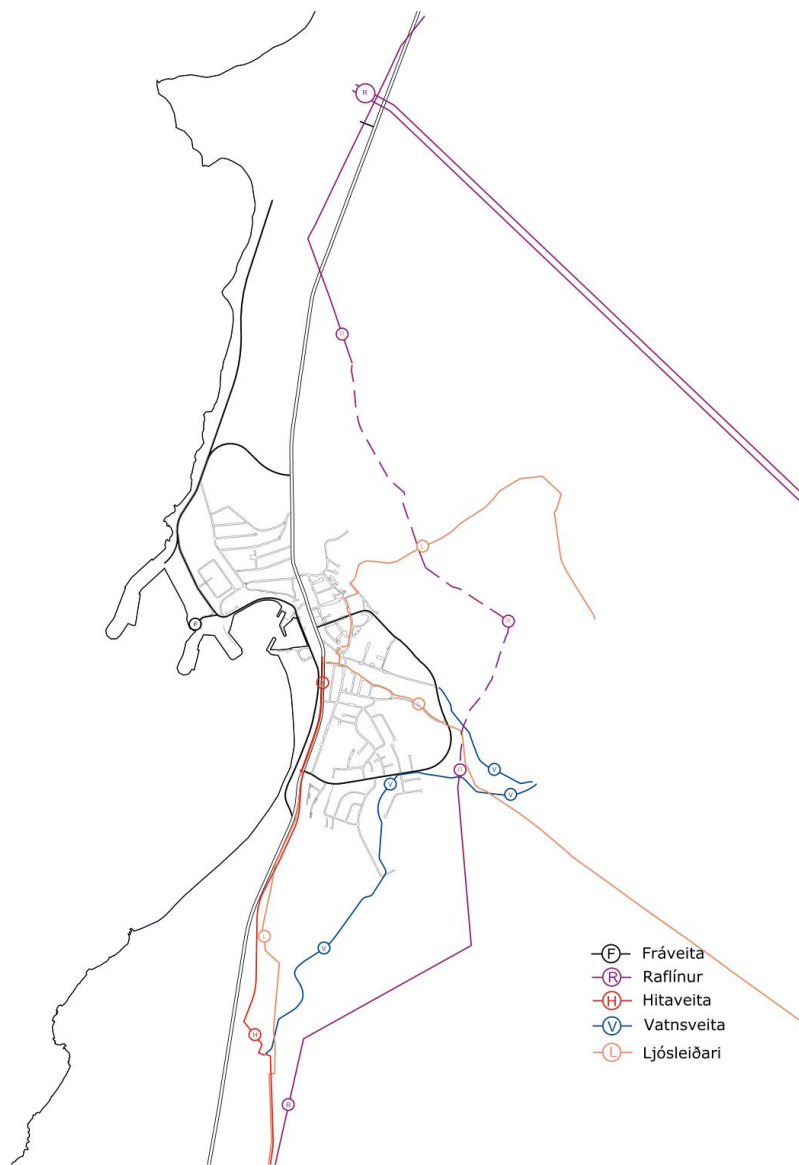 R
R
L
F
R
H
L
V
R
V
V
L
V
H
R
F Fráveita
R Raflínur
H Hitaveita
V Vatnsveita
L Ljósleiðari